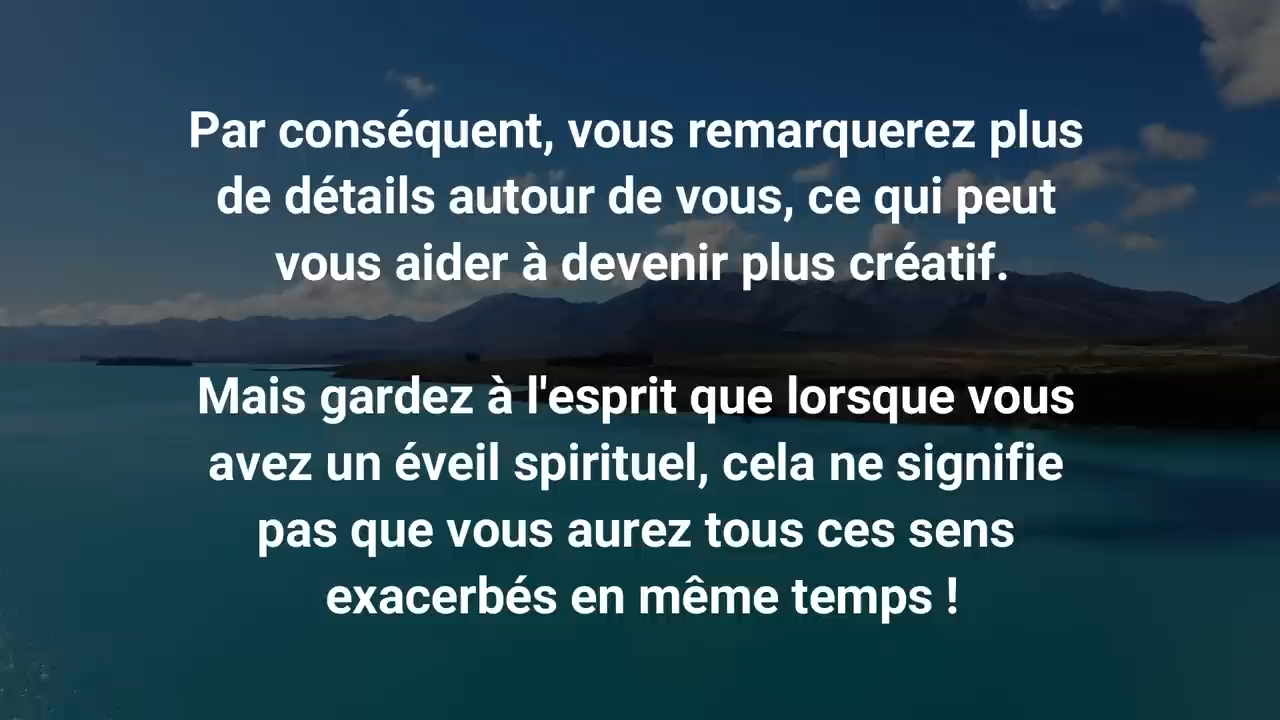 Par conséquent, vous remarquerez plus
de détails autour de vous, ce qui peut
vous aider à devenir plus créatif.
Mais gardez à l'esprit que lorsque vous
avez un éveil spirituel, cela ne signifie
pas que vous aurez tous ces sens
exacerbés en même temps !